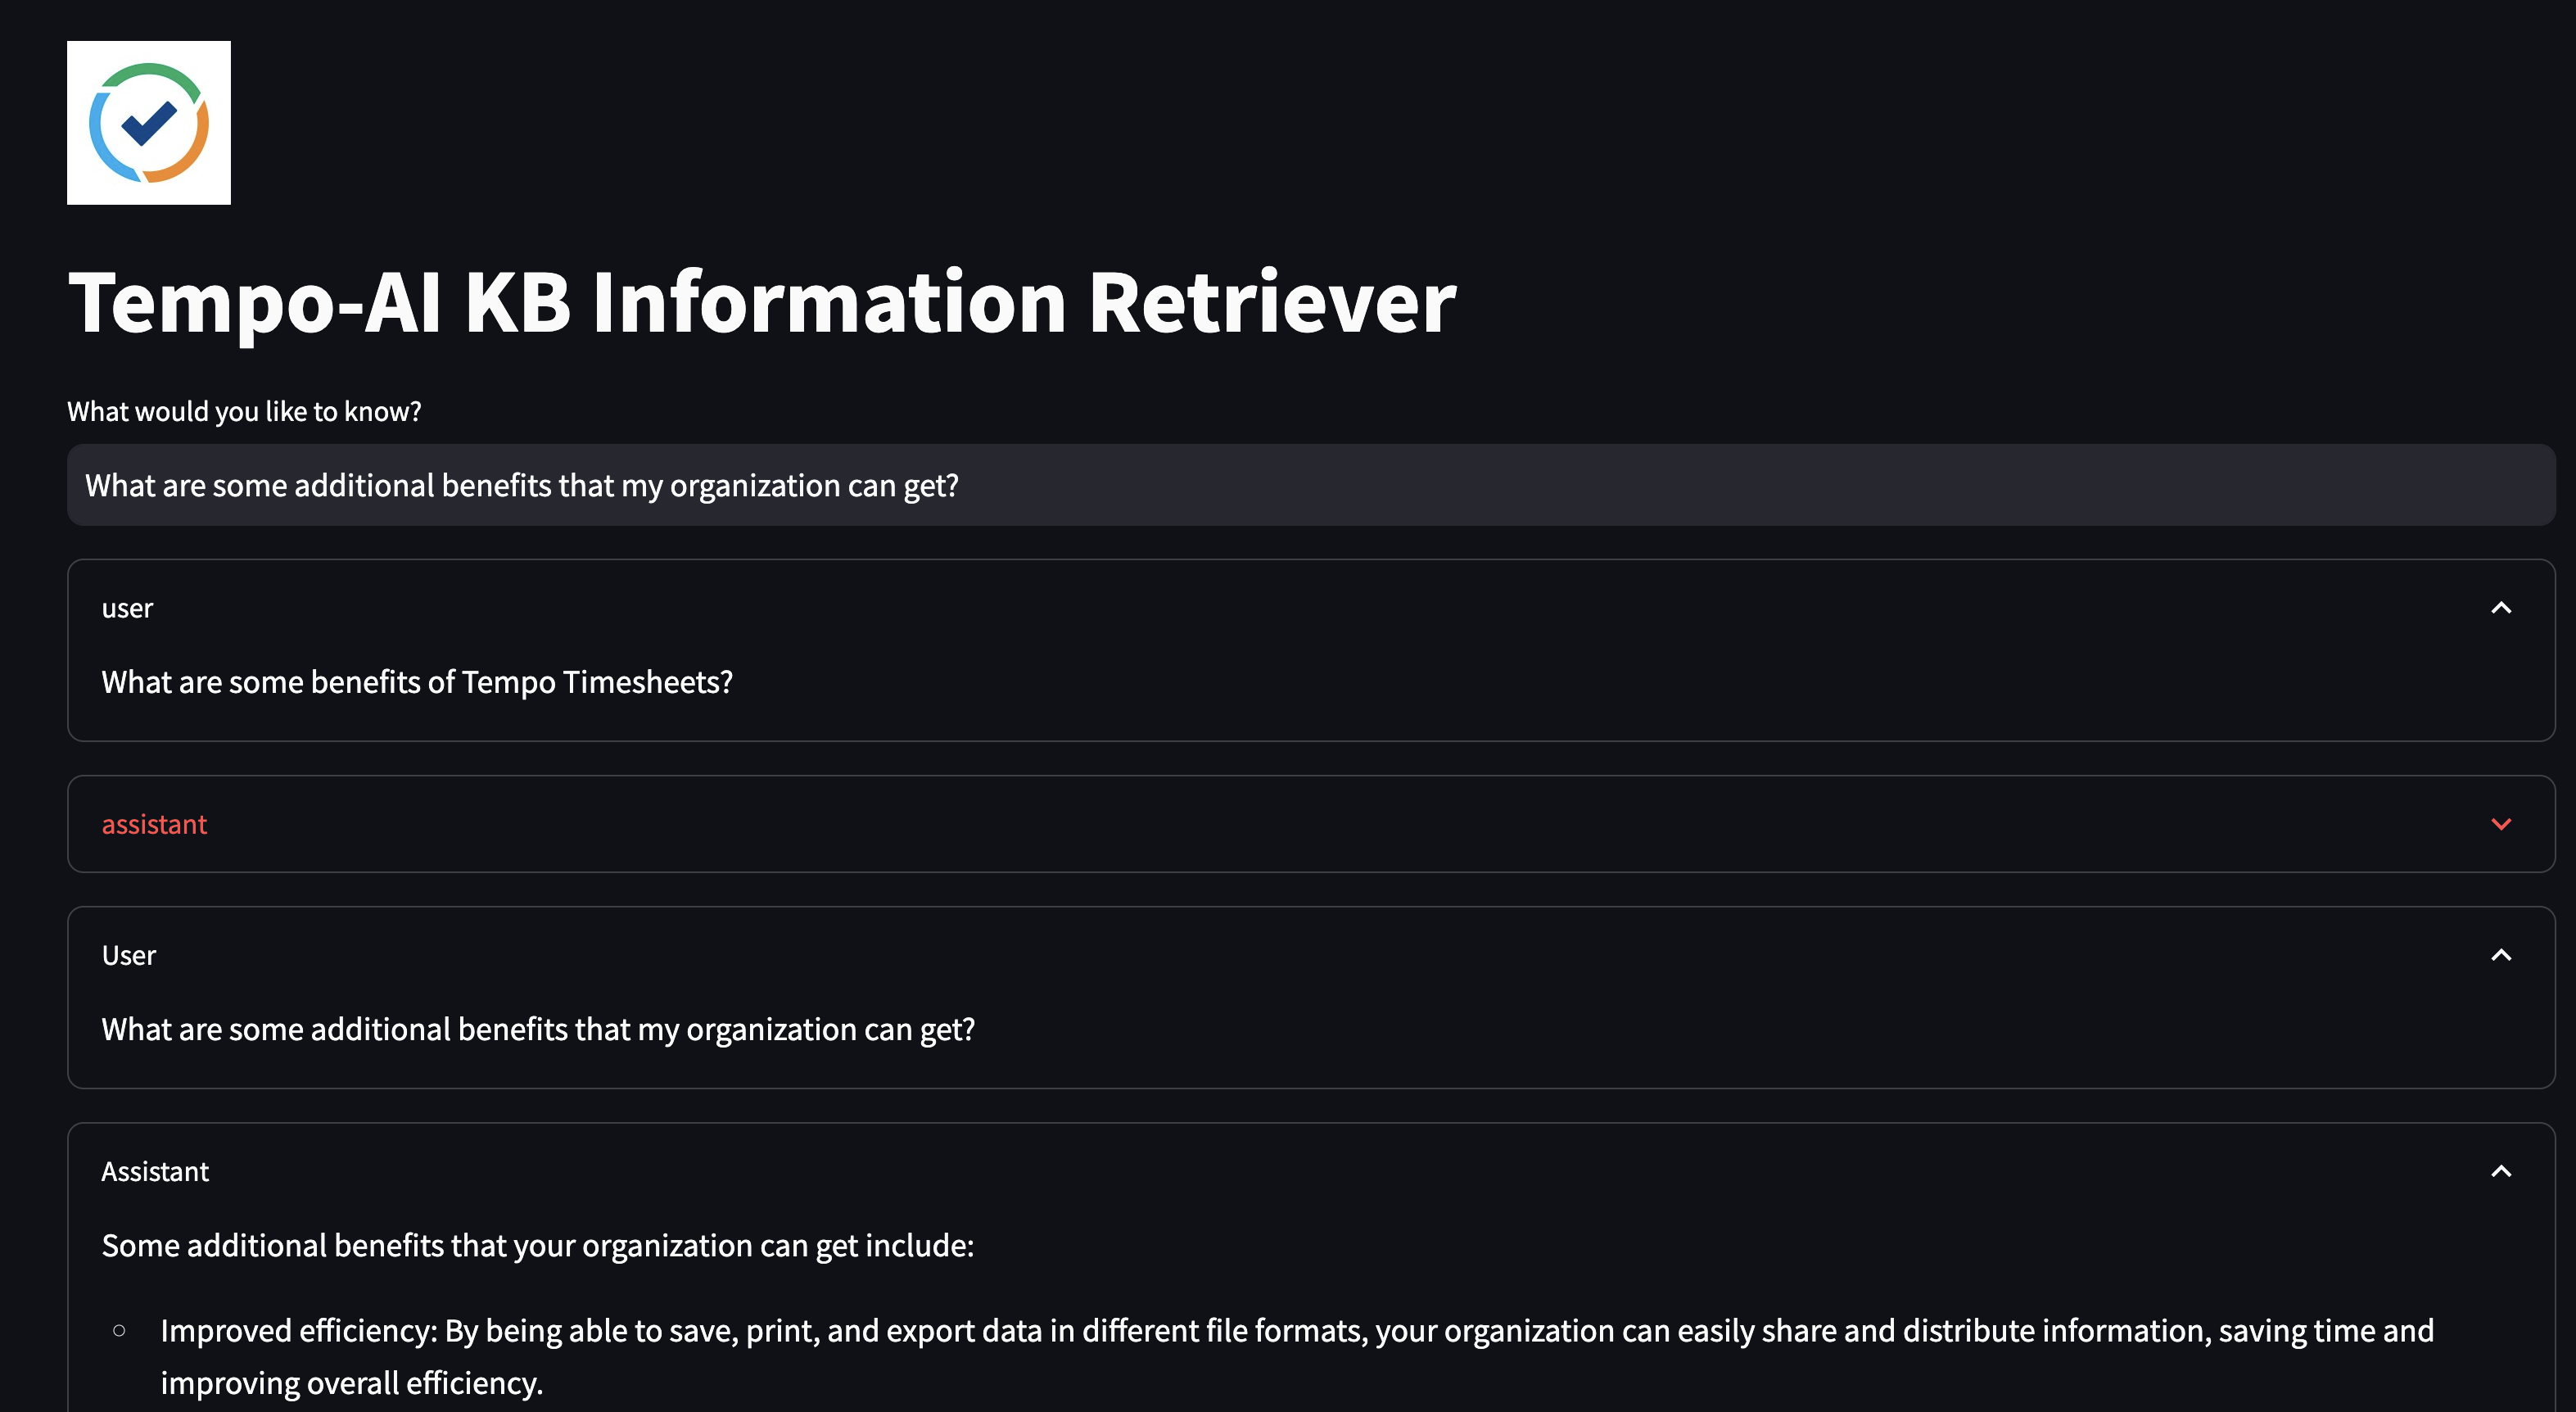 Tempo-AI KB Information Retriever
What would you like to know?
What are some additional benefits that my organization can get?
user
What are some benefits of Tempo Timesheets?
assistant
User
What are some additional benefits that my organization can get?
Assistant
Some additional benefits that your organization can get include:
Improved efficiency: By being able to save, print, and export data in different file formats, your organization can easily share and distribute information, saving time and
improving overall efficiency.